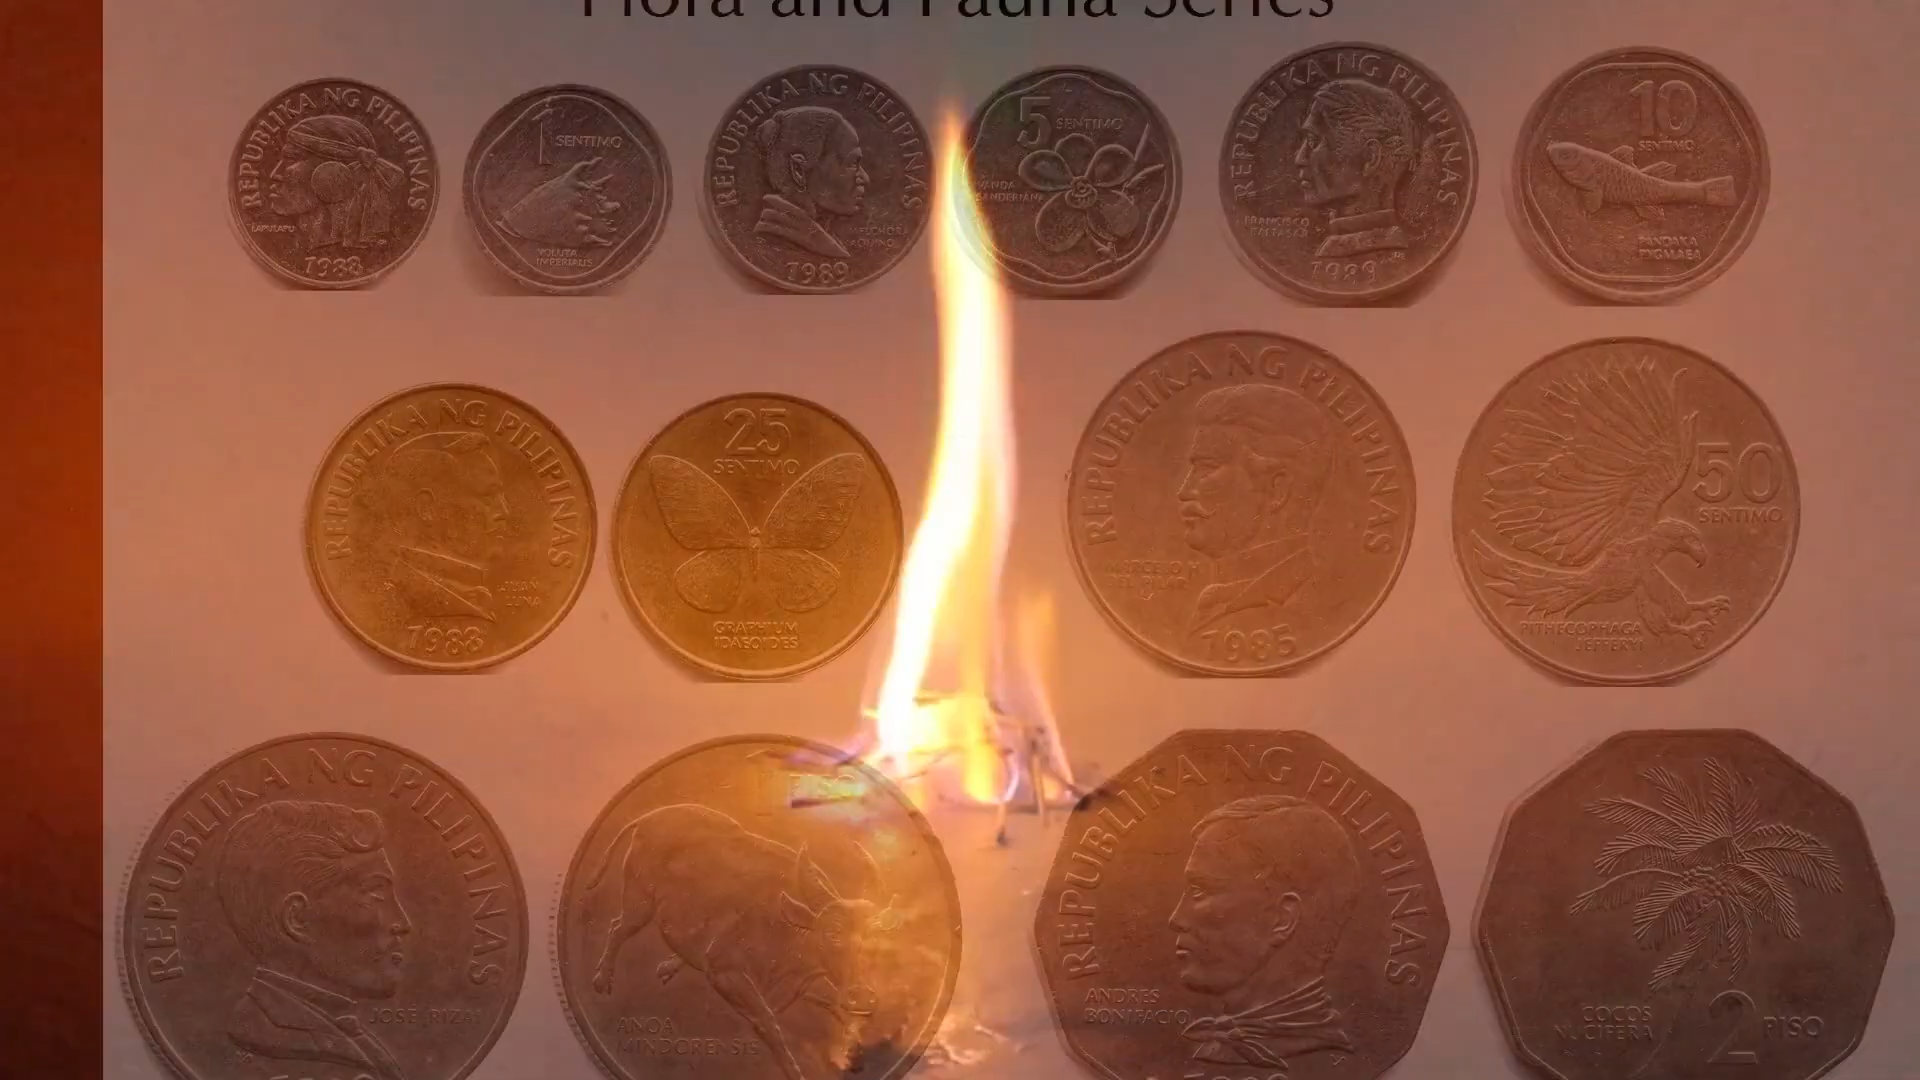 Flora and Fauna Series
REPUBLIKA NG PILIPINAS
LAPULAPU
1988
1 SENTIMO
VOLUTA
IMPERIALIS
REPUBLIKA NG PILIPINAS
MELCHORA
AQUINO
1989
5 SENTIMO
VANDA
SANDERIANA
REPUBLIKA NG PILIPINAS
FRANCISCO
BALTASAR
1989
10
SENTIMO
PANDAKA
PYGMAEA
REPUBLIKA NG PILIPINAS
JUAN
LUNA
1988
25
SENTIMO
GRAPHIUM
IDAEOIDES
REPUBLIKA NG PILIPINAS
MARCELO H.
DEL PILAR
1985
50
SENTIMO
PITHECOPHAGA
JEFFERYI
REPUBLIKA NG PILIPINAS
JOSE RIZAL
1 PISO
ANOA
MINDORENSIS
REPUBLIKA NG PILIPINAS
ANDRES
BONIFACIO
COCOS
NUCIFERA
2 PISO